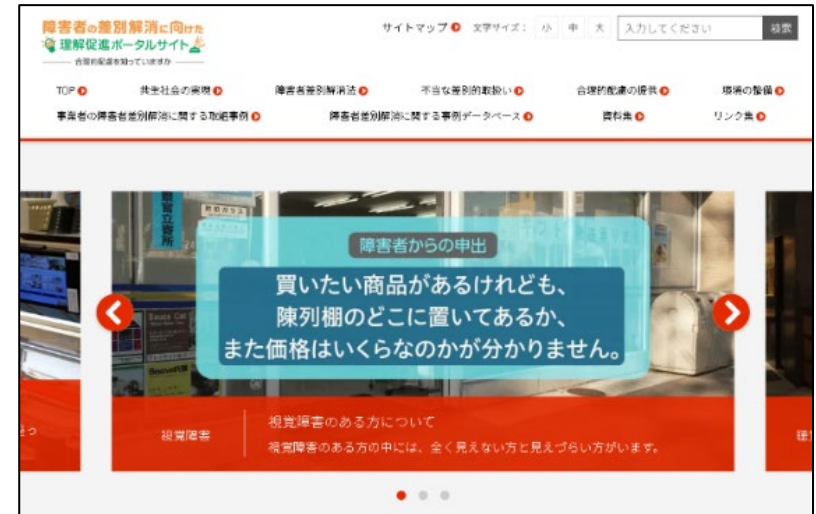 障害者の差別解消に向けた
理解促進ポータルサイト
合理的配慮を知っていますか
サイトマップ 文字サイズ: 小 中 大 入力してください 検索
TOP 共生社会の実現 障害者差別解消法 不当な差別的取扱い 合理的配慮の提供 環境の整備
事業者の障害者差別解消に関する取組事例 障害者差別解消に関する事例データベース 資料集 リンク集
障害者からの申出
買いたい商品があるけれども、
陳列棚のどこに置いてあるか、
また価格はいくらなのかが分かりません。
視覚障害
視覚障害のある方について
視覚障害のある方の中には、全く見えない方と見えづらい方がいます。